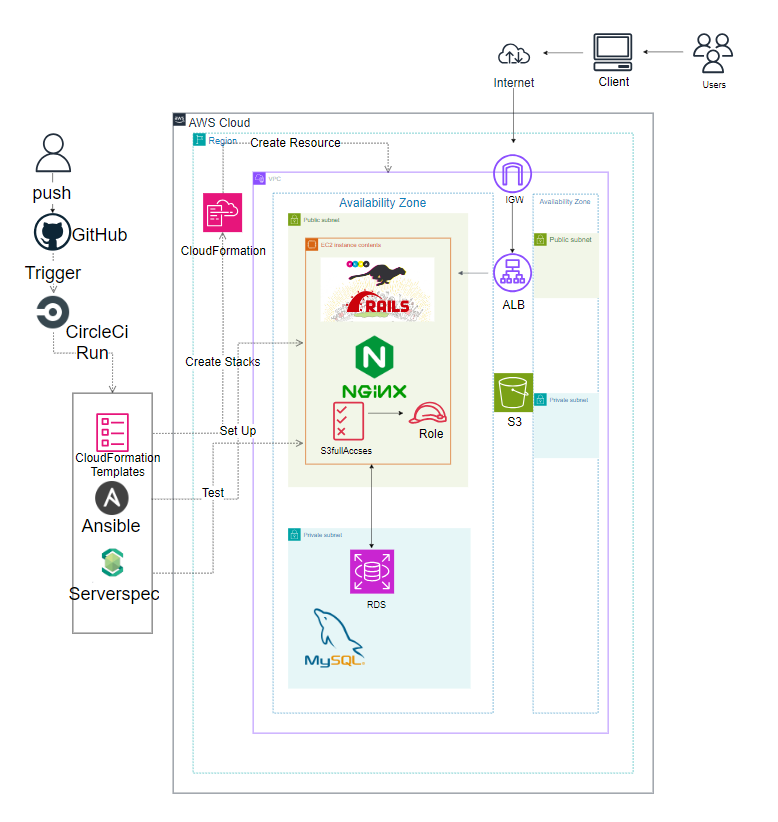 Internet
Client
Users
aws
AWS Cloud
Region
Create Resource
VPC
push
GitHub
Trigger
CircleCi
Run
CloudFormation
Availability Zone
Public subnet
EC2 instance contents
RAILS
NGiNX
S3fullAccses
Role
IGW
ALB
Availability Zone
Public subnet
S3
Private subnet
Create Stacks
Set Up
Test
CloudFormation
Templates
Ansible
Serverspec
Private subnet
RDS
MySQL